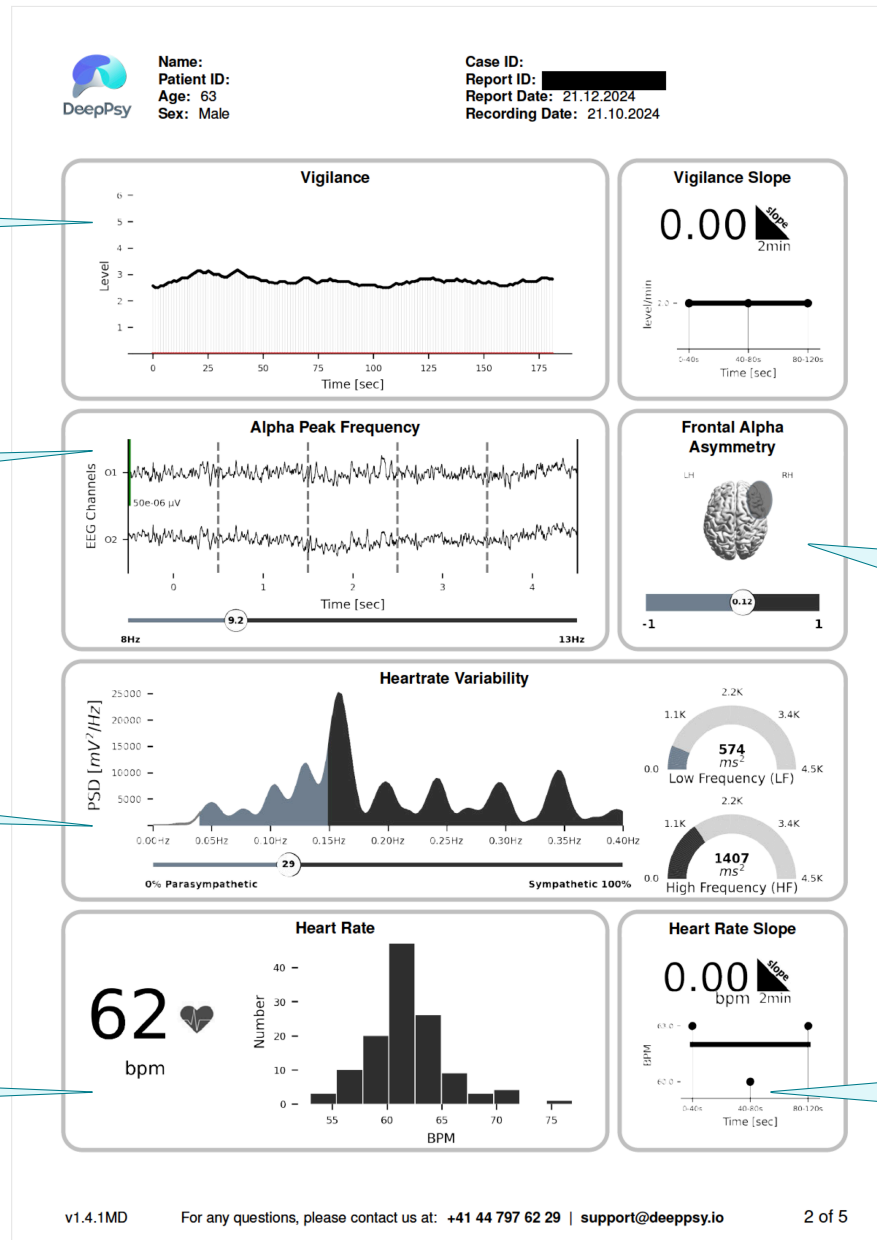 DeepPsy
Name:
Patient ID:
Age: 63
Sex: Male
Case ID:
Report ID:
Report Date: 21.12.2024
Recording Date: 21.10.2024
Vigilance
6
5
4
3
2
1
Level
0 25 50 75 100 125 150 175
Time [sec]
Vigilance Slope
0.00 slope
2min
level/min
2.0
0-40s 40-80s 80-120s
Time [sec]
Alpha Peak Frequency
EEG Channels
O1
50e-06 µV
O2
0 1 2 3 4
Time [sec]
9.2
8Hz 13Hz
Frontal Alpha
Asymmetry
LH RH
0.12
-1 1
Heartrate Variability
PSD [mV²/Hz]
25000
20000
15000
10000
5000
0.00Hz 0.05Hz 0.10Hz 0.15Hz 0.20Hz 0.25Hz 0.30Hz 0.35Hz 0.40Hz
29
0% Parasympathetic Sympathetic 100%
2.2K
1.1K 3.4K
574
ms²
0.0 4.5K
Low Frequency (LF)
2.2K
1.1K 3.4K
1407
ms²
0.0 4.5K
High Frequency (HF)
Heart Rate
62
bpm
Number
40
30
20
10
0
55 60 65 70 75
BPM
Heart Rate Slope
0.00 slope
bpm 2min
BPM
60.0
0-40s 40-80s 80-120s
Time [sec]
v1.4.1MD For any questions, please contact us at: +41 44 797 62 29 | support@deeppsy.io 2 of 5